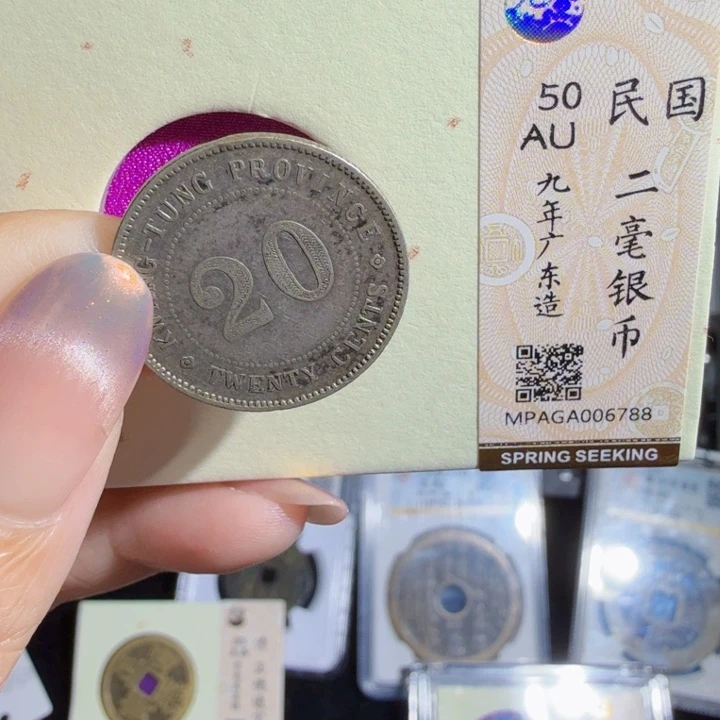 KWANG-TUNG PROVINCE
20
TWENTY CENTS
50
AU
民国
二毫银币
九年广东造
MPAGA006788
SPRING SEEKING